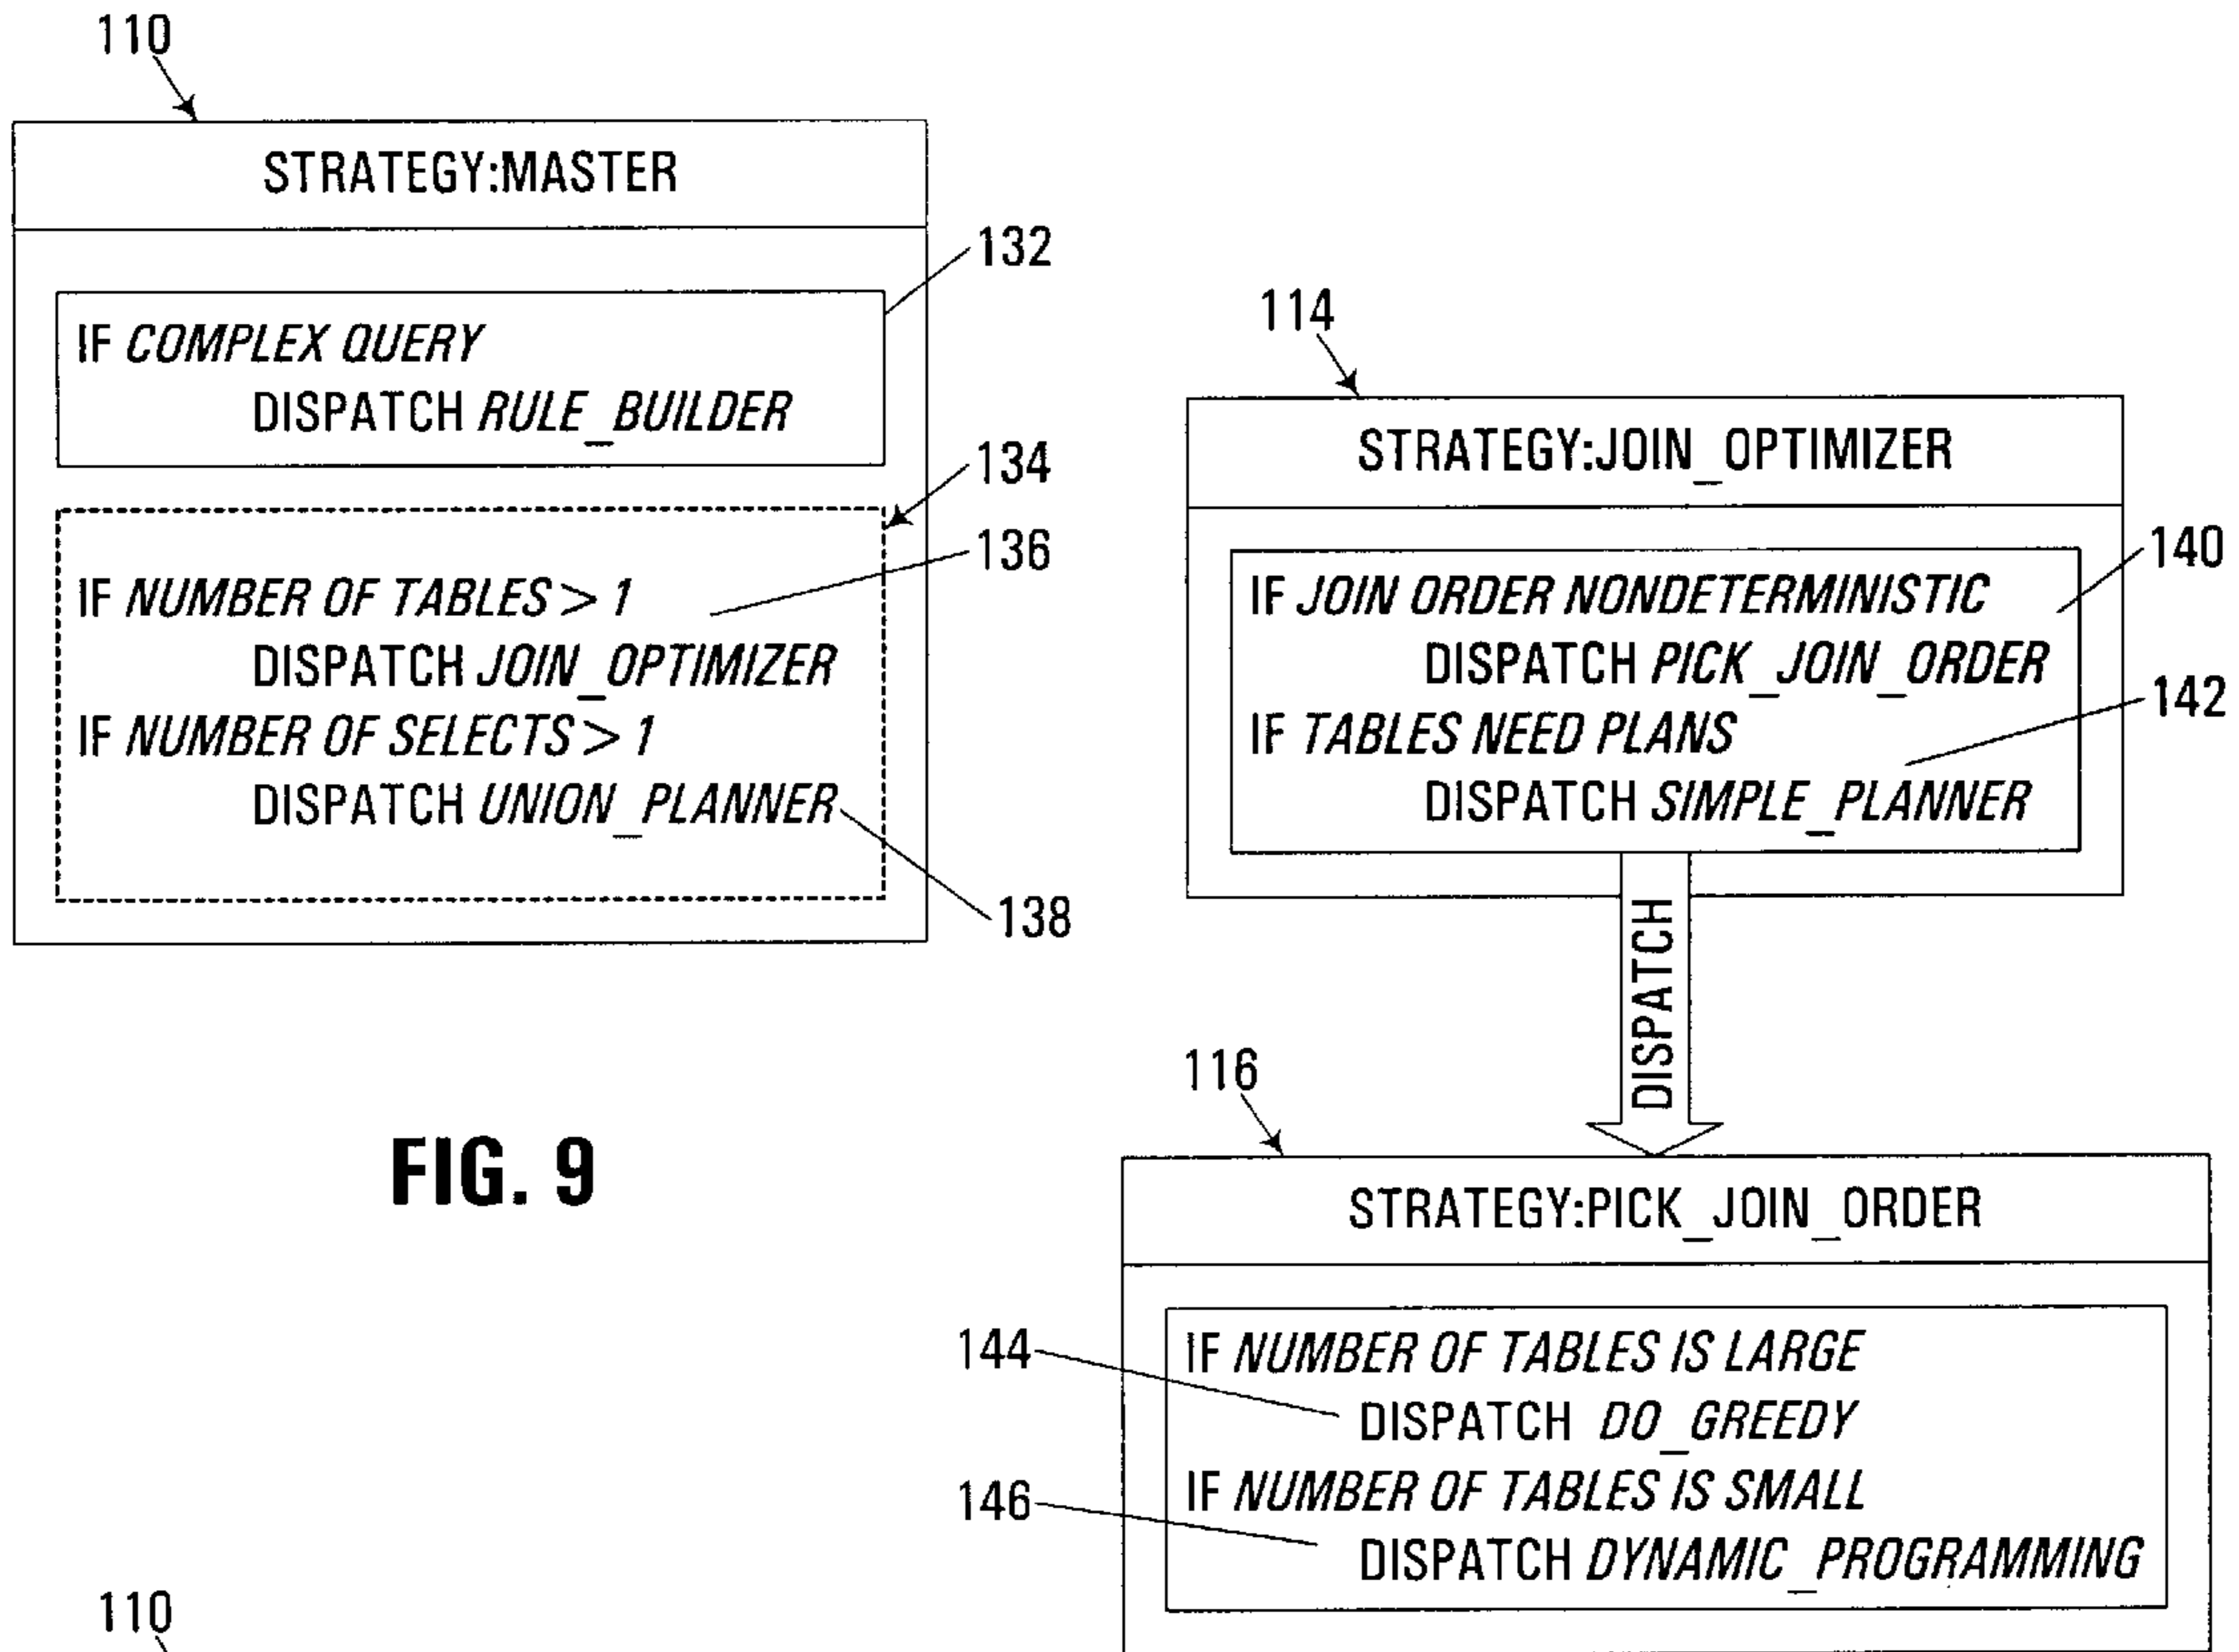 110
STRATEGY:MASTER
132
IF COMPLEX QUERY
DISPATCH RULE_BUILDER
134
136
IF NUMBER OF TABLES > 1
DISPATCH JOIN_OPTIMIZER
IF NUMBER OF SELECTS > 1
DISPATCH UNION_PLANNER
138
FIG. 9
114
STRATEGY:JOIN_OPTIMIZER
140
IF JOIN ORDER NONDETERMINISTIC
DISPATCH PICK_JOIN_ORDER
142
IF TABLES NEED PLANS
DISPATCH SIMPLE_PLANNER
DISPATCH
116
STRATEGY:PICK_JOIN_ORDER
144
IF NUMBER OF TABLES IS LARGE
DISPATCH DO_GREEDY
146
IF NUMBER OF TABLES IS SMALL
DISPATCH DYNAMIC_PROGRAMMING
110